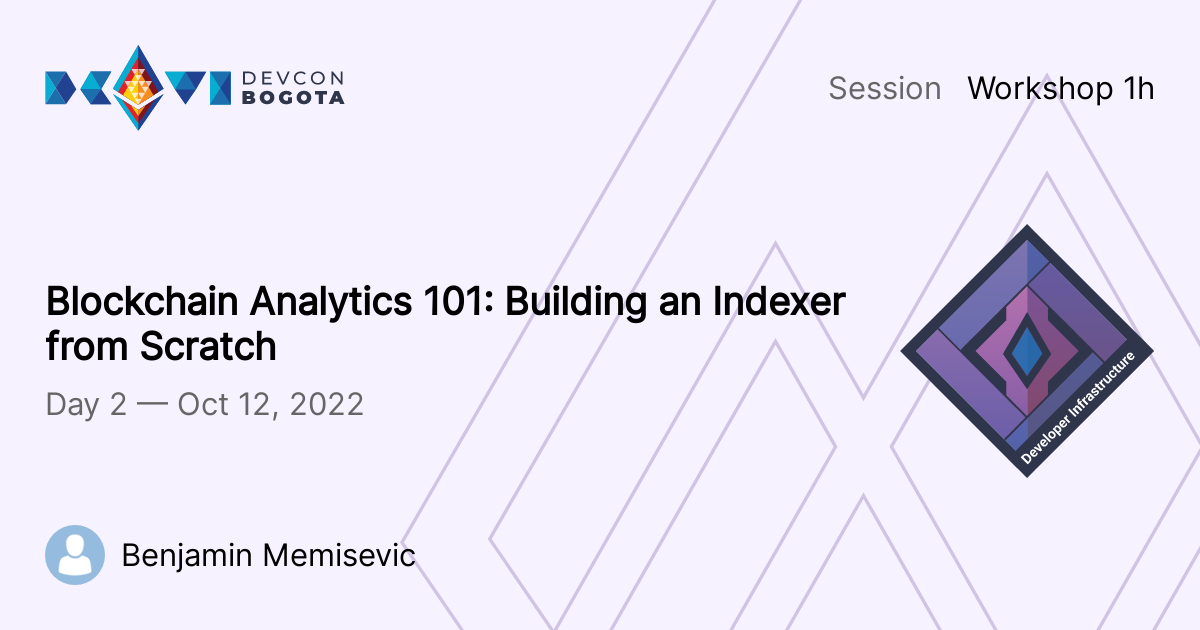 DEVCON
BOGOTA
Session Workshop 1h
Blockchain Analytics 101: Building an Indexer
from Scratch
Day 2 — Oct 12, 2022
Developer Infrastructure
Benjamin Memisevic